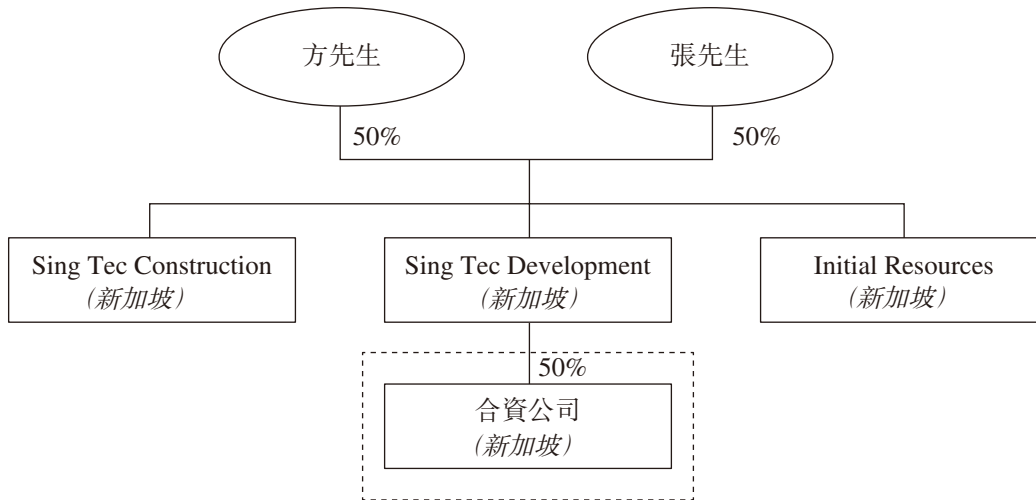 方先生
張先生
50%
50%
Sing Tec Construction
(新加坡)
Sing Tec Development
(新加坡)
Initial Resources
(新加坡)
50%
合資公司
(新加坡)